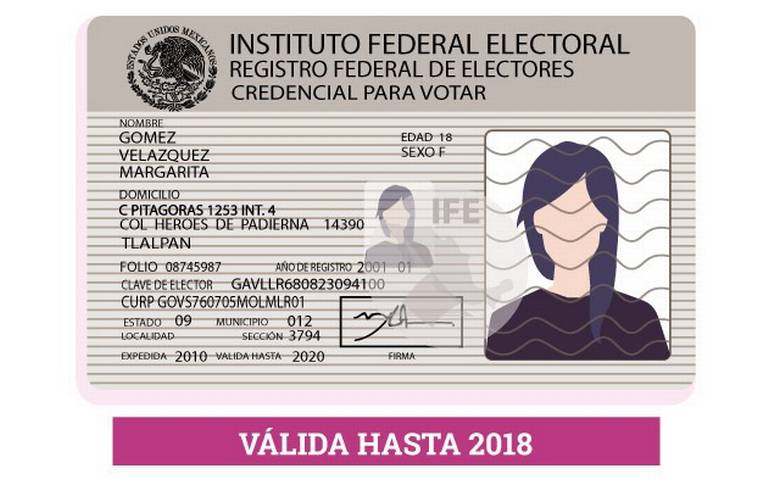 ESTADOS UNIDOS MEXICANOS
INSTITUTO FEDERAL ELECTORAL
REGISTRO FEDERAL DE ELECTORES
CREDENCIAL PARA VOTAR
NOMBRE
GOMEZ
VELAZQUEZ
MARGARITA
EDAD 18
SEXO F
DOMICILIO
C PITAGORAS 1253 INT. 4
COL HEROES DE PADIERNA 14390
TLALPAN
IFE
FOLIO 08745987 AÑO DE REGISTRO 2001 01
CLAVE DE ELECTOR GAVLLR680823094100
CURP GOVS760705MOLMLR01
ESTADO 09 MUNICIPIO 012
LOCALIDAD SECCIÓN 3794
EXPEDIDA 2010 VALIDA HASTA 2020 FIRMA
VÁLIDA HASTA 2018